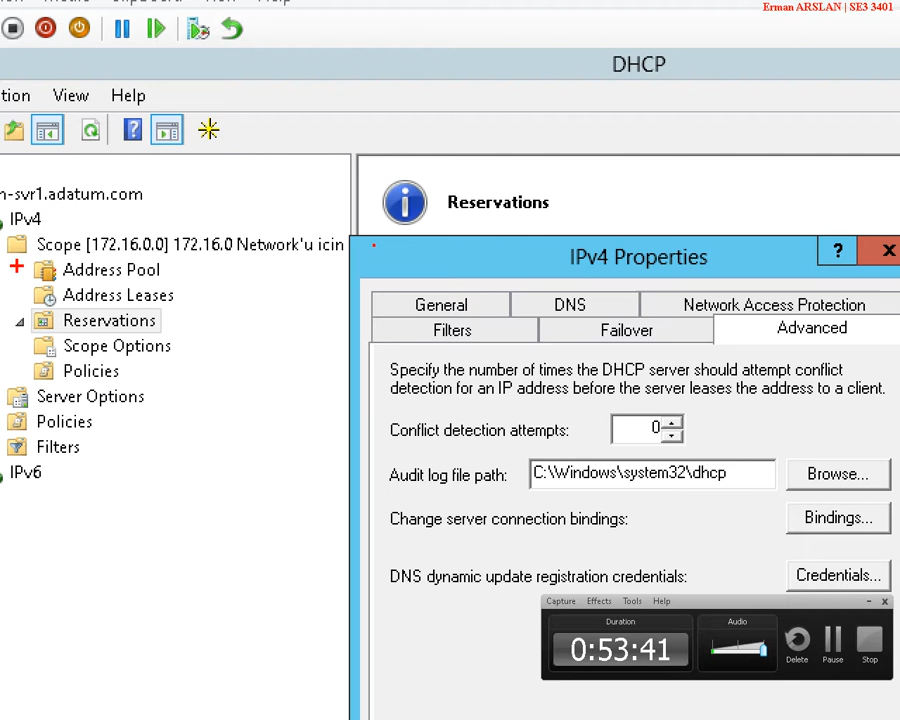 Erman ARSLAN | SE3 3401
DHCP
tion View Help
n-svr1.adatum.com
IPv4
Scope [172.16.0.0] 172.16.0 Network'u icin
Address Pool
Address Leases
Reservations
Scope Options
Policies
Server Options
Policies
Filters
IPv6
Reservations
IPv4 Properties
? x
General DNS Network Access Protection
Filters Failover Advanced
Specify the number of times the DHCP server should attempt conflict
detection for an IP address before the server leases the address to a client.
Conflict detection attempts: 0
Audit log file path: C:\Windows\system32\dhcp Browse...
Change server connection bindings: Bindings...
DNS dynamic update registration credentials: Credentials...
Capture Effects Tools Help
Duration Audio
0:53:41
Delete Pause Stop